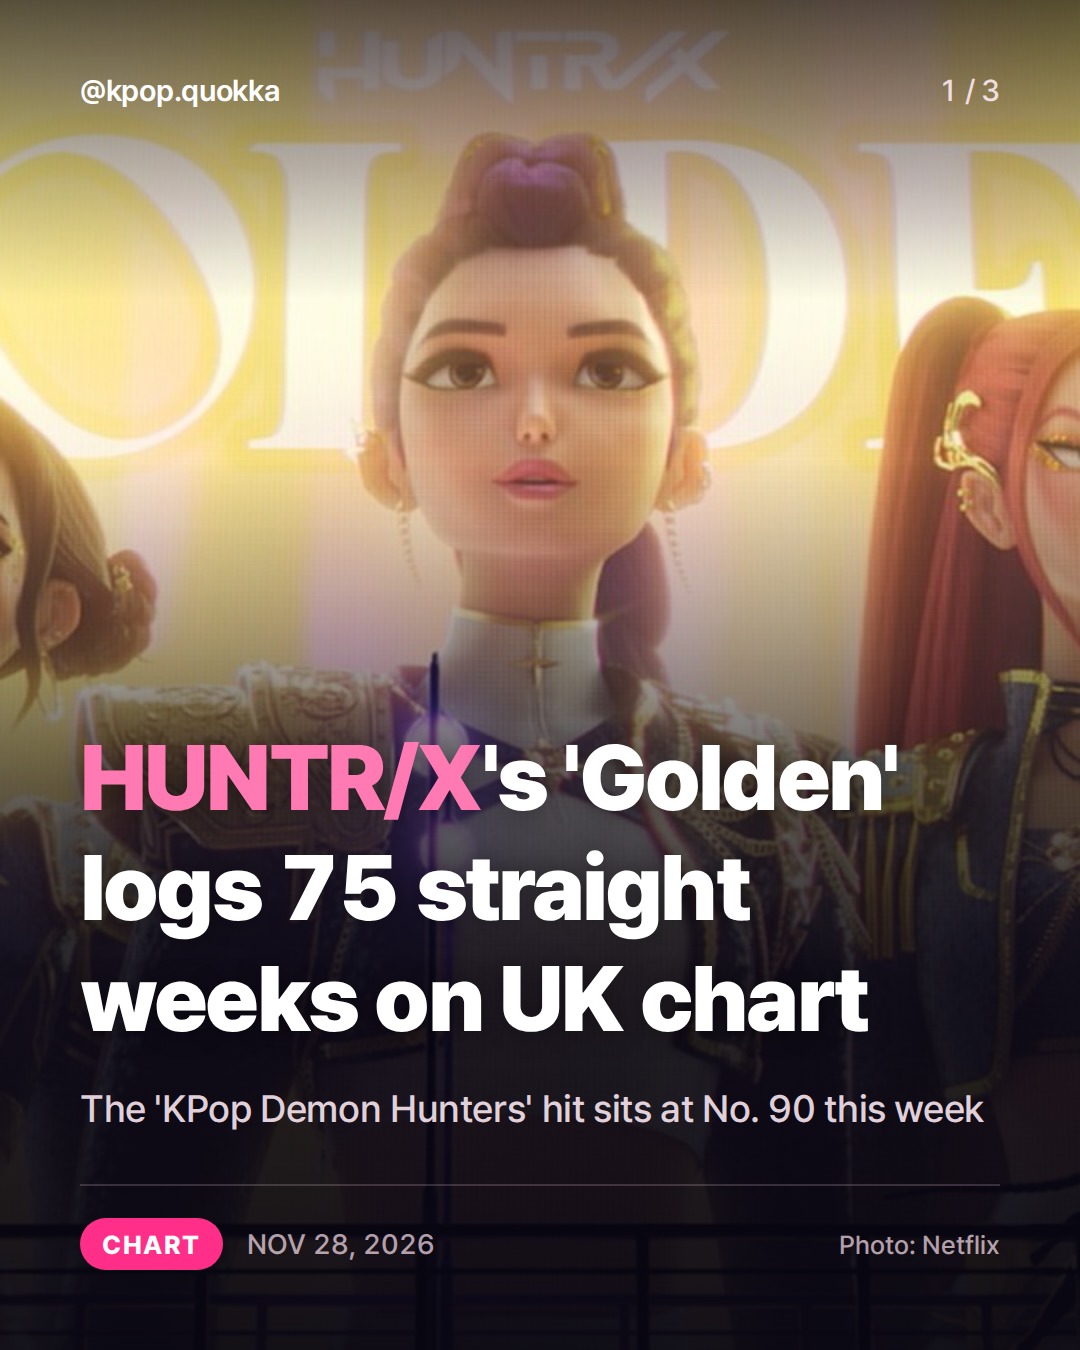 HUNTR/X
@kpop.quokka
1 / 3
OLDE
HUNTR/X's 'Golden'
logs 75 straight
weeks on UK chart
The 'KPop Demon Hunters' hit sits at No. 90 this week
CHART
NOV 28, 2026
Photo: Netflix